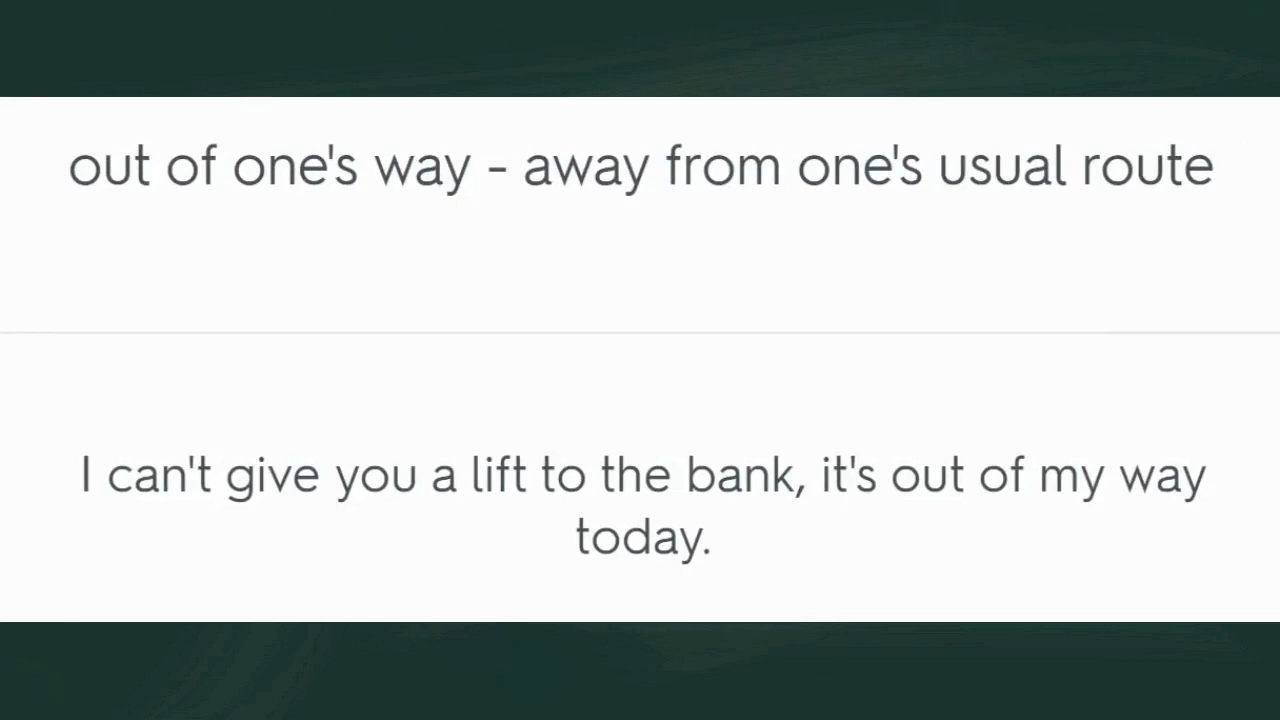 out of one's way - away from one's usual route
I can't give you a lift to the bank, it's out of my way
today.